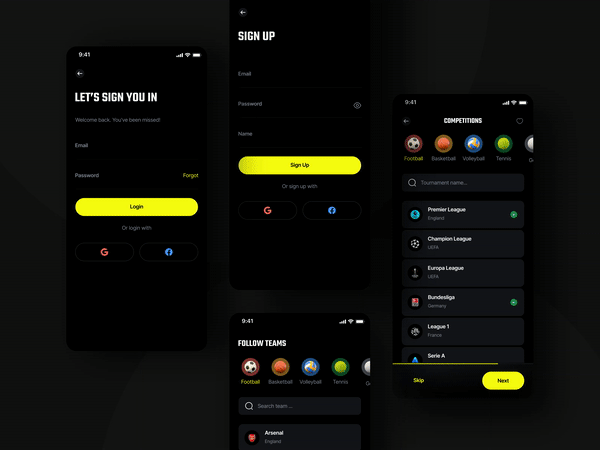 9:41
LET'S SIGN YOU IN
Welcome back. You've been missed!
Email
Password
Forgot
Login
Or login with
G
SIGN UP
Email
Password
Name
Sign Up
Or sign up with
G
9:41
FOLLOW TEAMS
Football
Basketball
Volleyball
Tennis
Search team ...
Arsenal
England
9:41
COMPETITIONS
Football
Basketball
Volleyball
Tennis
Tournament name...
Premier League
England
Champion League
UEFA
Europa League
UEFA
Bundesliga
Germany
League 1
France
Serie A
Skip
Next